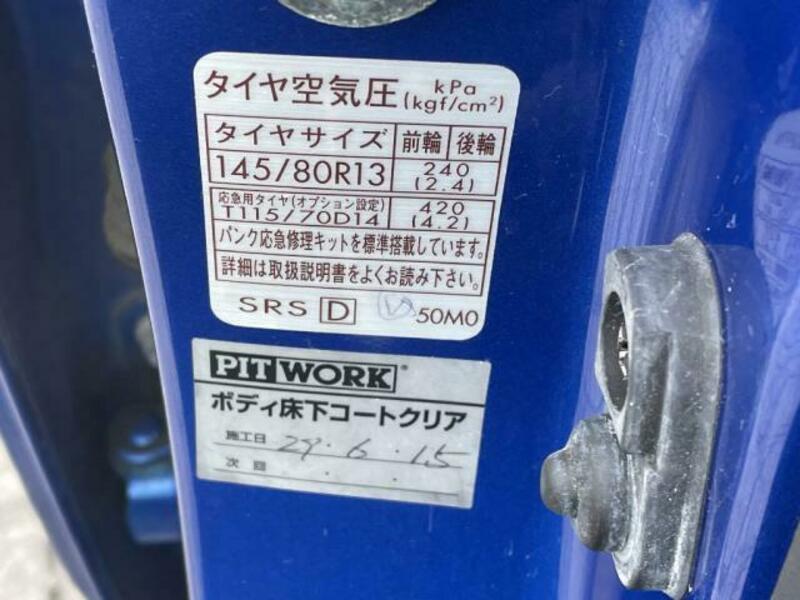 タイヤ空気圧 kPa
(kgf/cm²)
タイヤサイズ 前輪 後輪
145/80R13 240
(2.4)
応急用タイヤ(オプション設定)
T115/70D14 420
(4.2)
パンク応急修理キットを標準搭載しています。
詳細は取扱説明書をよくお読み下さい。
SRS D 50M0
PIT WORK
ボディ床下コートクリア
施工日 29・6・15
次回 ・ ・